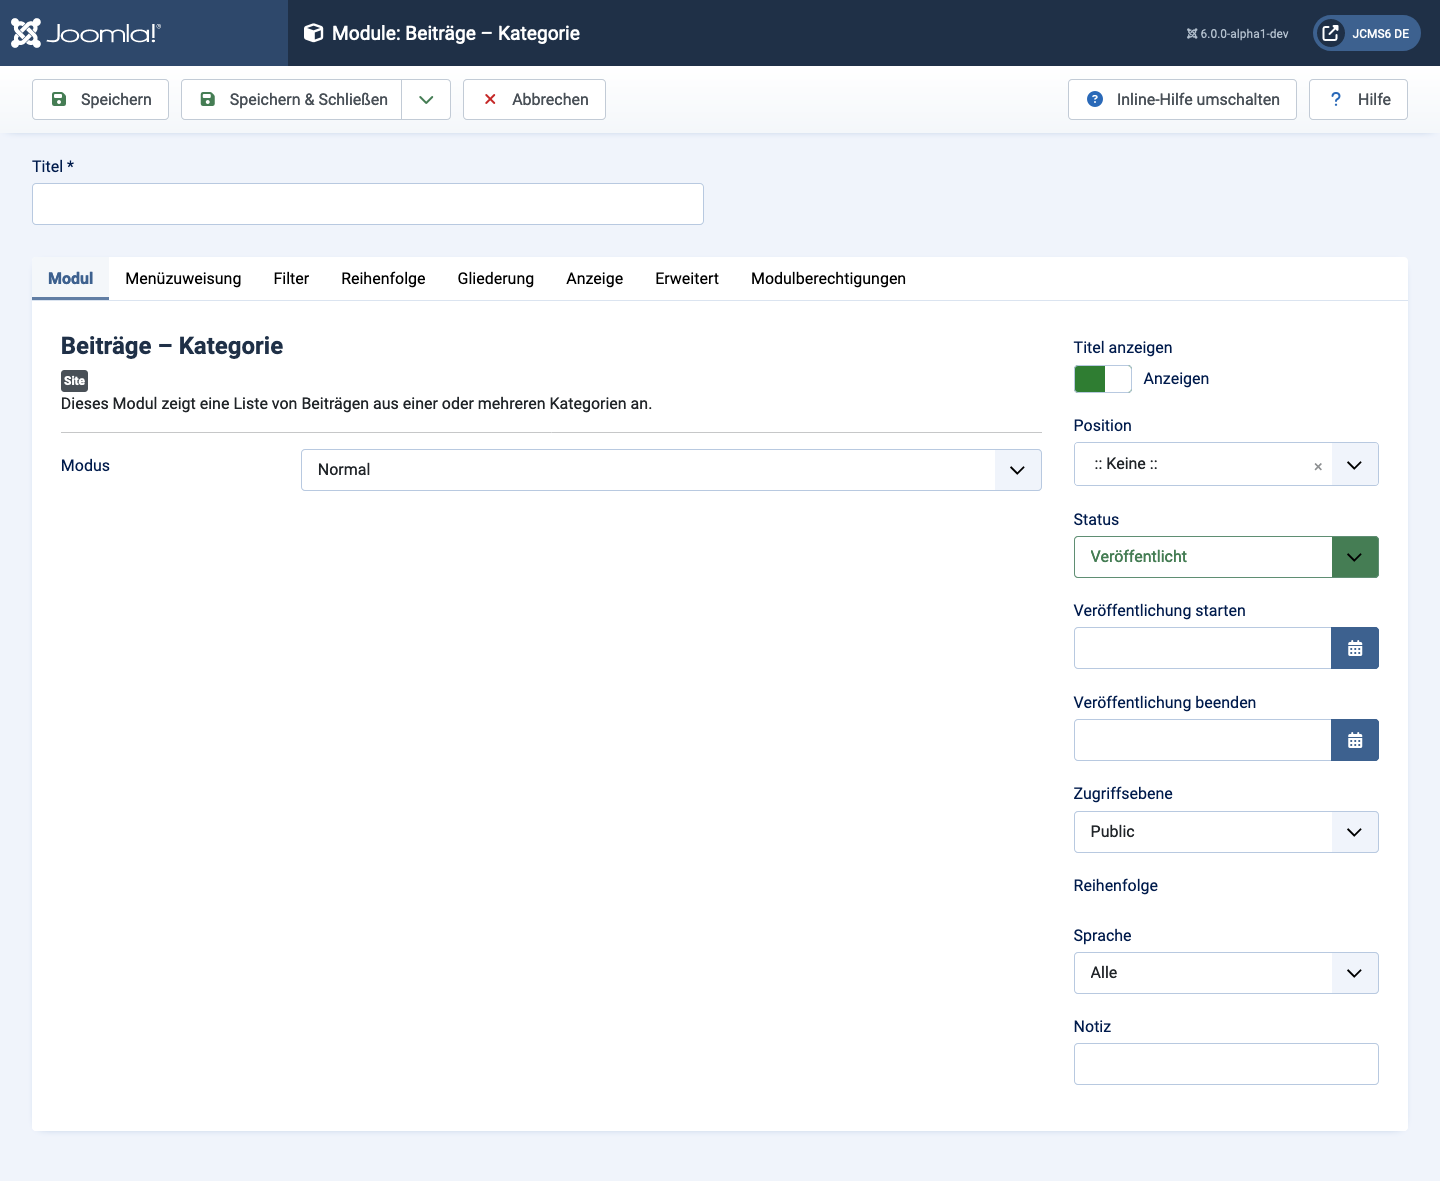 Joomla!®
Module: Beiträge – Kategorie
6.0.0-alpha1-dev
JCMS6 DE
Speichern
Speichern & Schließen
Abbrechen
Inline-Hilfe umschalten
? Hilfe
Titel *
Modul Menüzuweisung Filter Reihenfolge Gliederung Anzeige Erweitert Modulberechtigungen
Beiträge – Kategorie
Site
Dieses Modul zeigt eine Liste von Beiträgen aus einer oder mehreren Kategorien an.
Modus
Normal
Titel anzeigen
Anzeigen
Position
:: Keine :: ×
Status
Veröffentlicht
Veröffentlichung starten
Veröffentlichung beenden
Zugriffsebene
Public
Reihenfolge
Sprache
Alle
Notiz